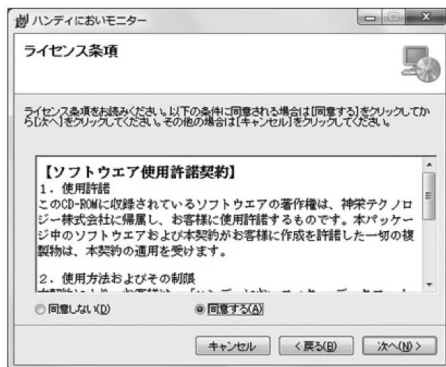 ハンディにおいモニター
ライセンス条項
ライセンス条項をお読みください。以下の条件に同意される場合は[同意する]をクリックしてか
ら[次へ]をクリックしてください。その他の場合は[キャンセル]をクリックしてください。
【ソフトウエア使用許諾契約】
1. 使用許諾
このCD-ROMに収録されているソフトウエアの著作権は、神栄テクノロ
ジー株式会社に帰属し、お客様に使用許諾するものです。本パッケー
ジ中のソフトウエアおよび本契約がお客様に作成を許諾した一切の複
製物は、本契約の適用を受けます。
2. 使用方法およびその制限
同意しない(D)
同意する(A)
キャンセル
< 戻る(B)
次へ(N) >